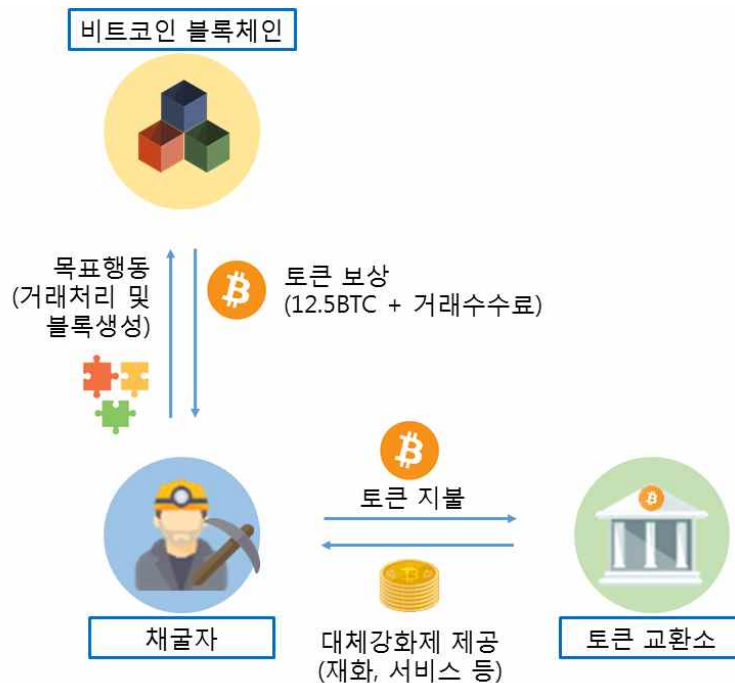 비트코인 블록체인
목표행동
(거래처리 및
블록생성)
토큰 보상
(12.5BTC + 거래수수료)
토큰 지불
채굴자
대체강화제 제공
(재화, 서비스 등)
토큰 교환소